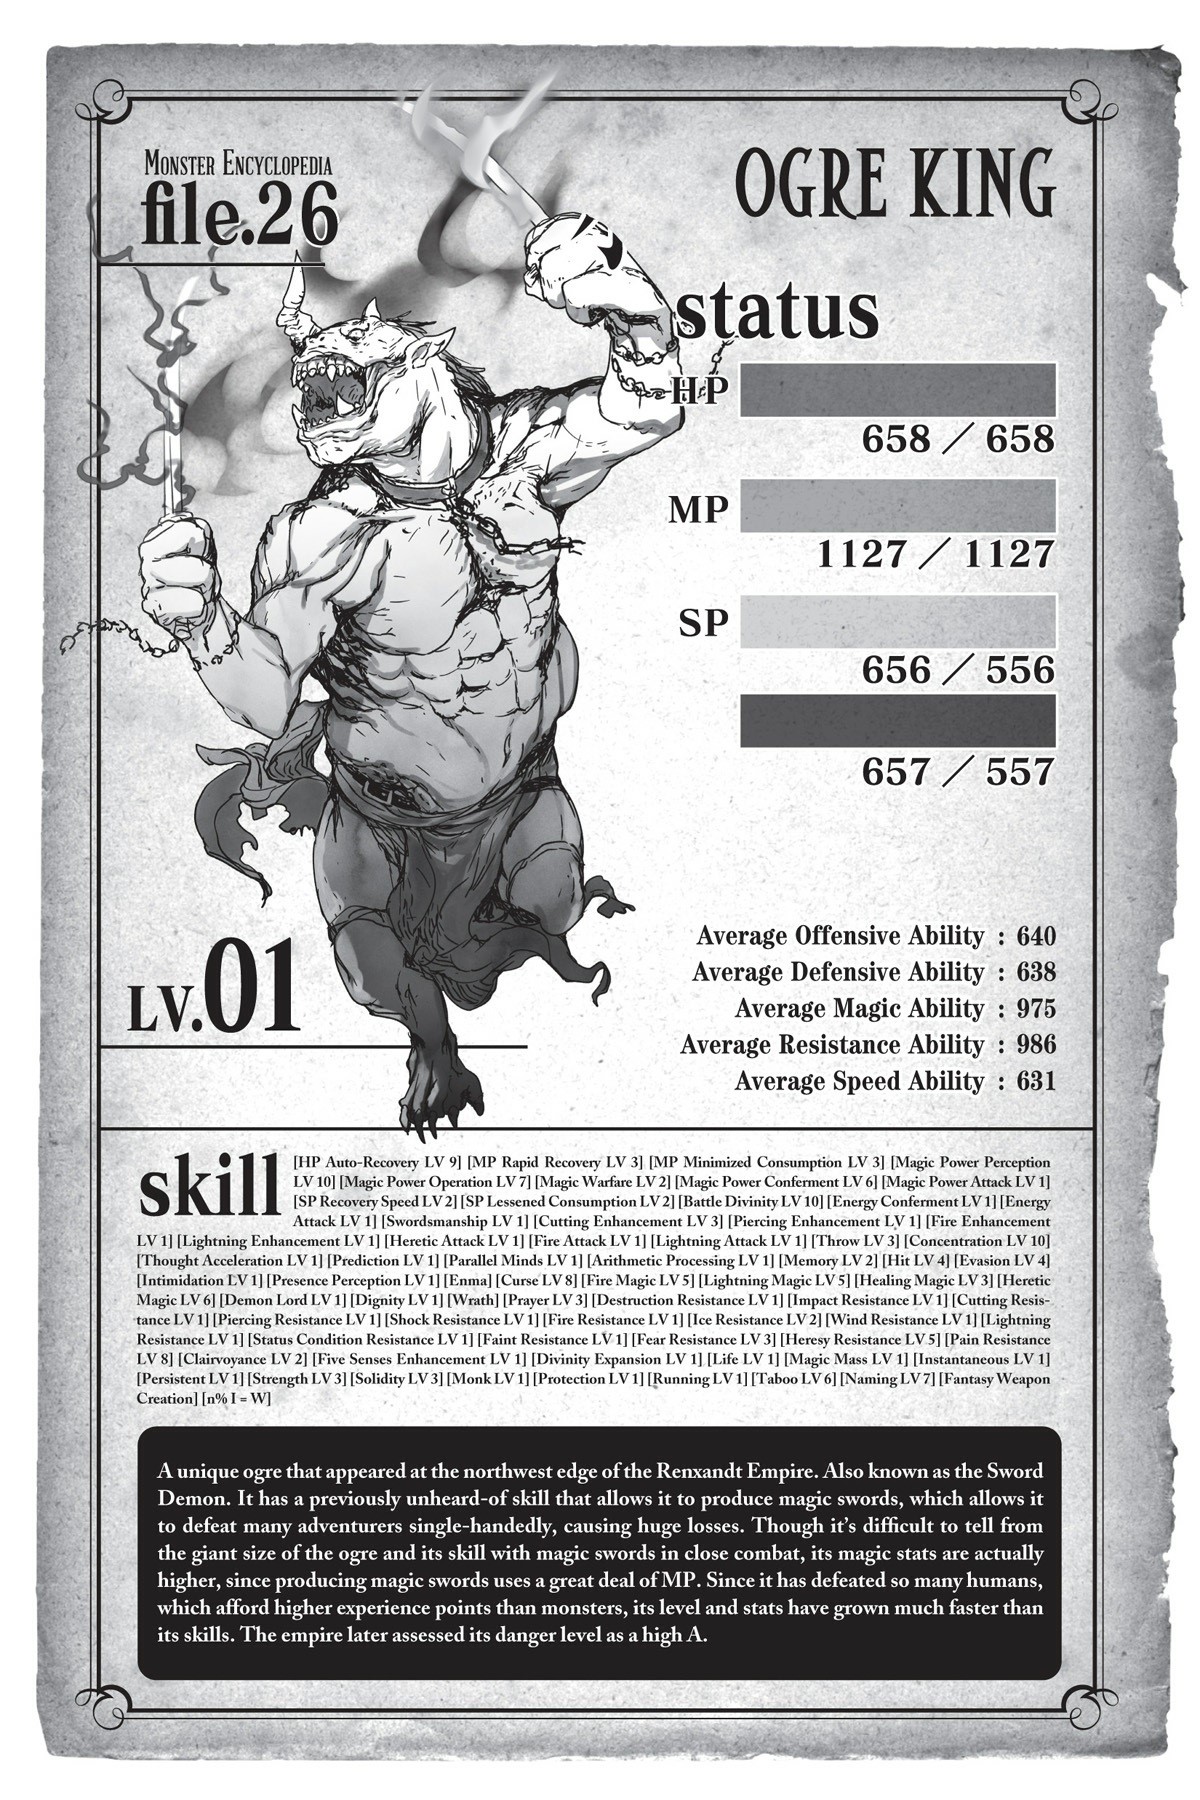 MONSTER ENCYCLOPEDIA
file.26
OGRE KING
status
HP
658 / 658
MP
1127 / 1127
SP
656 / 556
657 / 557
LV.01
Average Offensive Ability : 640
Average Defensive Ability : 638
Average Magic Ability : 975
Average Resistance Ability : 986
Average Speed Ability : 631
skill
[HP Auto-Recovery LV 9] [MP Rapid Recovery LV 3] [MP Minimized Consumption LV 3] [Magic Power Perception
LV 10] [Magic Power Operation LV 7] [Magic Warfare LV 2] [Magic Power Conferment LV 6] [Magic Power Attack LV 1]
[SP Recovery Speed LV 2] [SP Lessened Consumption LV 2] [Battle Divinity LV 10] [Energy Conferment LV 1] [Energy
Attack LV 1] [Swordsmanship LV 1] [Cutting Enhancement LV 3] [Piercing Enhancement LV 1] [Fire Enhancement
LV 1] [Lightning Enhancement LV 1] [Heretic Attack LV 1] [Fire Attack LV 1] [Lightning Attack LV 1] [Throw LV 3] [Concentration LV 10]
[Thought Acceleration LV 1] [Prediction LV 1] [Parallel Minds LV 1] [Arithmetic Processing LV 1] [Memory LV 2] [Hit LV 4] [Evasion LV 4]
[Intimidation LV 1] [Presence Perception LV 1] [Enma] [Curse LV 8] [Fire Magic LV 5] [Lightning Magic LV 5] [Healing Magic LV 3] [Heretic
Magic LV 6] [Demon Lord LV 1] [Dignity LV 1] [Wrath] [Prayer LV 3] [Destruction Resistance LV 1] [Impact Resistance LV 1] [Cutting Resis-
tance LV 1] [Piercing Resistance LV 1] [Shock Resistance LV 1] [Fire Resistance LV 1] [Ice Resistance LV 2] [Wind Resistance LV 1] [Lightning
Resistance LV 1] [Status Condition Resistance LV 1] [Faint Resistance LV 1] [Fear Resistance LV 3] [Heresy Resistance LV 5] [Pain Resistance
LV 8] [Clairvoyance LV 2] [Five Senses Enhancement LV 1] [Divinity Expansion LV 1] [Life LV 1] [Magic Mass LV 1] [Instantaneous LV 1]
[Persistent LV 1] [Strength LV 3] [Solidity LV 3] [Monk LV 1] [Protection LV 1] [Running LV 1] [Taboo LV 6] [Naming LV 7] [Fantasy Weapon
Creation] [n% I = W]
A unique ogre that appeared at the northwest edge of the Renxandt Empire. Also known as the Sword
Demon. It has a previously unheard-of skill that allows it to produce magic swords, which allows it
to defeat many adventurers single-handedly, causing huge losses. Though it's difficult to tell from
the giant size of the ogre and its skill with magic swords in close combat, its magic stats are actually
higher, since producing magic swords uses a great deal of MP. Since it has defeated so many humans,
which afford higher experience points than monsters, its level and stats have grown much faster than
its skills. The empire later assessed its danger level as a high A.